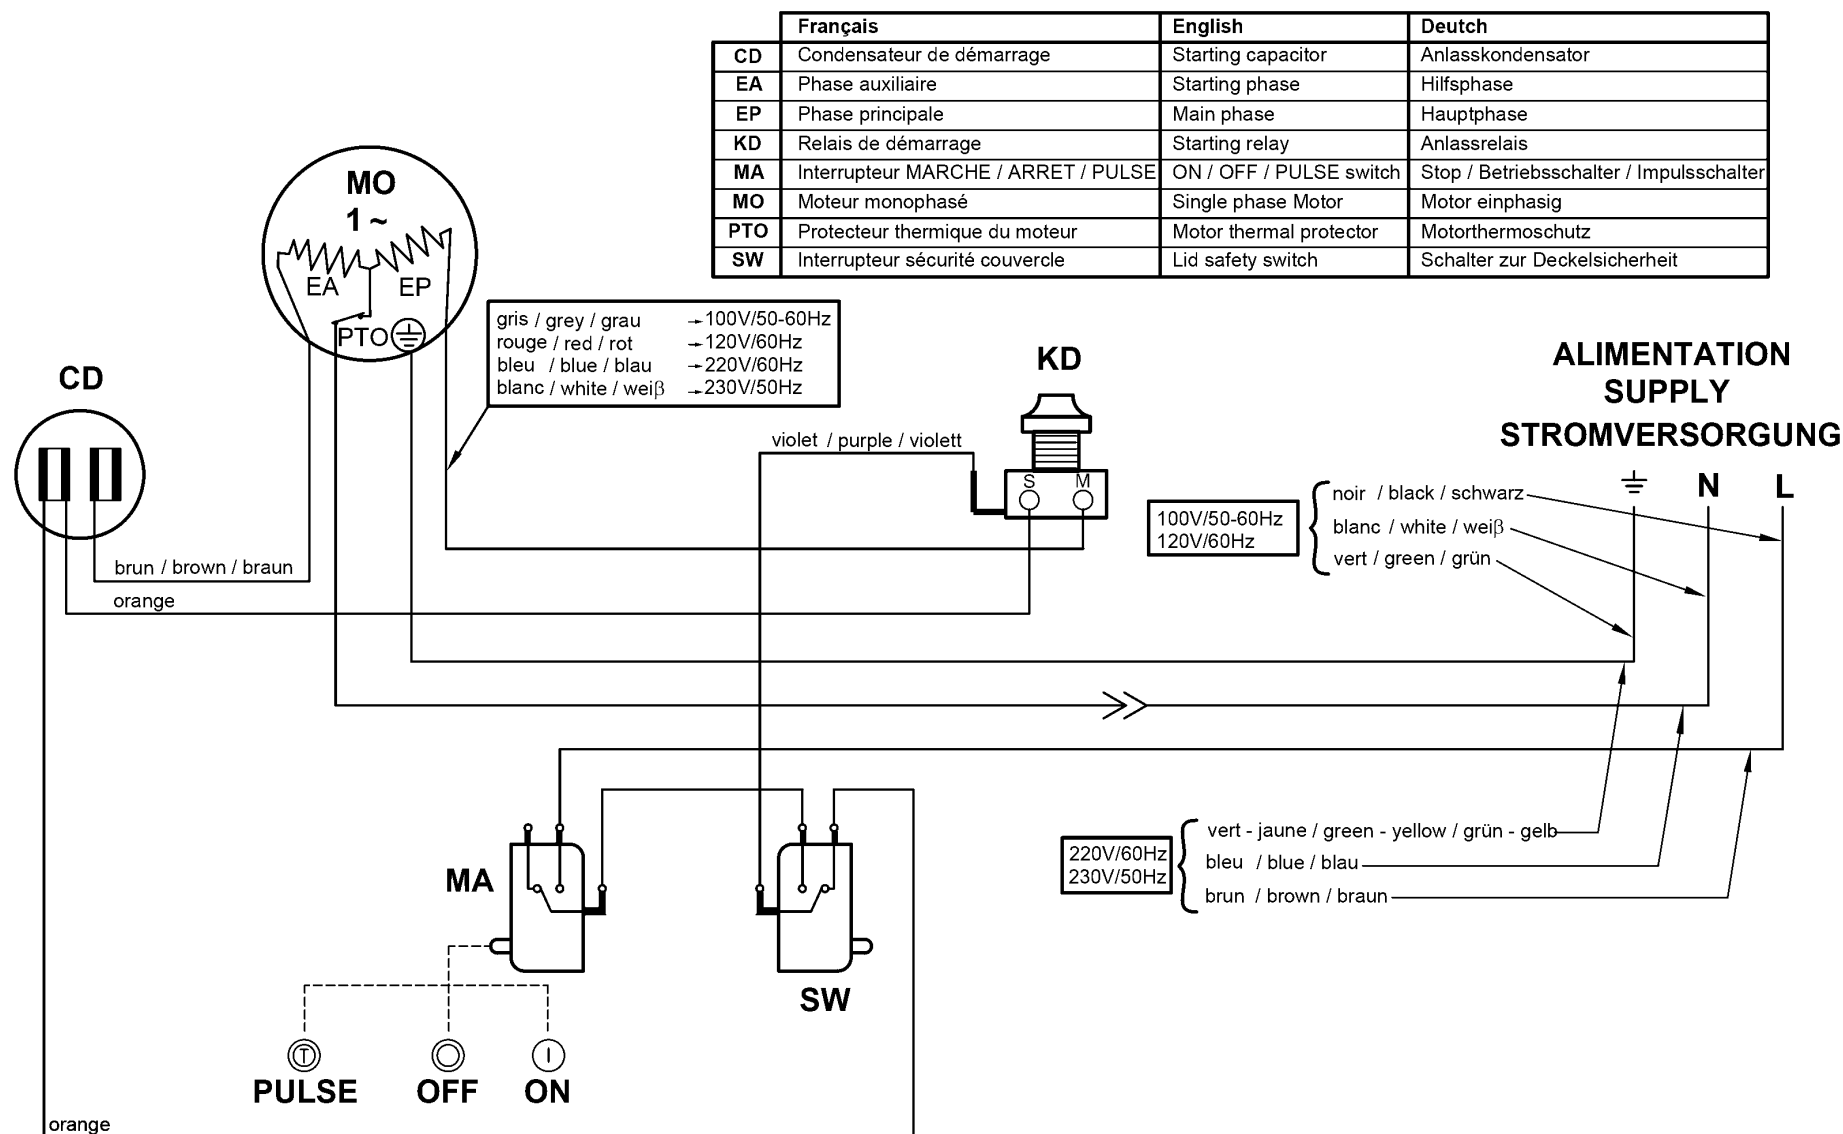 Français English Deutch
CD Condensateur de démarrage Starting capacitor Anlasskondensator
EA Phase auxiliaire Starting phase Hilfsphase
EP Phase principale Main phase Hauptphase
KD Relais de démarrage Starting relay Anlassrelais
MA Interrupteur MARCHE / ARRET / PULSE ON / OFF / PULSE switch Stop / Betriebsschalter / Impulsschalter
MO Moteur monophasé Single phase Motor Motor einphasig
PTO Protecteur thermique du moteur Motor thermal protector Motorthermoschutz
SW Interrupteur sécurité couvercle Lid safety switch Schalter zur Deckelsicherheit
MO
1 ~
EA EP
PTO
gris / grey / grau → 100V/50-60Hz
rouge / red / rot → 120V/60Hz
bleu / blue / blau → 220V/60Hz
blanc / white / weiβ → 230V/50Hz
CD
KD
ALIMENTATION
SUPPLY
STROMVERSORGUNG
violet / purple / violett
S M
N L
100V/50-60Hz
120V/60Hz
noir / black / schwarz
blanc / white / weiβ
vert / green / grün
brun / brown / braun
orange
220V/60Hz
230V/50Hz
vert - jaune / green - yellow / grün - gelb
bleu / blue / blau
brun / brown / braun
MA
SW
T I
PULSE OFF ON
orange